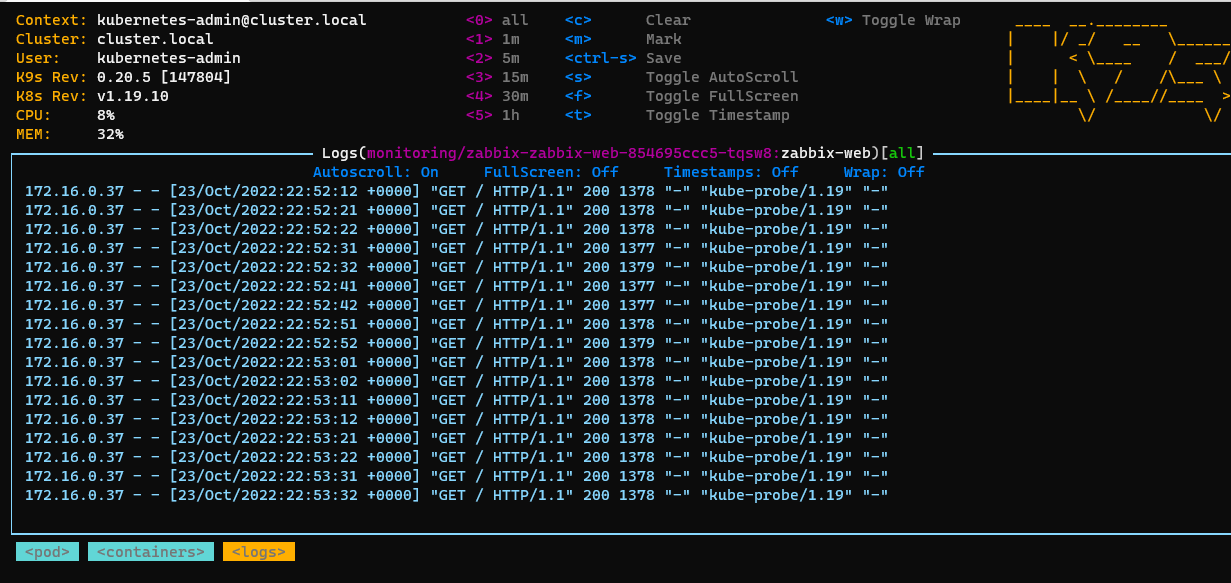 Context: kubernetes-admin@cluster.local <0> all <c> Clear <w> Toggle Wrap
Cluster: cluster.local <1> 1m <m> Mark
User: kubernetes-admin <2> 5m <ctrl-s> Save
K9s Rev: 0.20.5 [147804] <3> 15m <s> Toggle AutoScroll
K8s Rev: v1.19.10 <4> 30m <f> Toggle FullScreen
CPU: 8% <5> 1h <t> Toggle Timestamp
MEM: 32%
Logs(monitoring/zabbix-zabbix-web-854695ccc5-tqsw8:zabbix-web)[all]
Autoscroll: On FullScreen: Off Timestamps: Off Wrap: Off
172.16.0.37 - - [23/Oct/2022:22:52:12 +0000] "GET / HTTP/1.1" 200 1378 "-" "kube-probe/1.19" "-"
172.16.0.37 - - [23/Oct/2022:22:52:21 +0000] "GET / HTTP/1.1" 200 1378 "-" "kube-probe/1.19" "-"
172.16.0.37 - - [23/Oct/2022:22:52:22 +0000] "GET / HTTP/1.1" 200 1378 "-" "kube-probe/1.19" "-"
172.16.0.37 - - [23/Oct/2022:22:52:31 +0000] "GET / HTTP/1.1" 200 1377 "-" "kube-probe/1.19" "-"
172.16.0.37 - - [23/Oct/2022:22:52:32 +0000] "GET / HTTP/1.1" 200 1379 "-" "kube-probe/1.19" "-"
172.16.0.37 - - [23/Oct/2022:22:52:41 +0000] "GET / HTTP/1.1" 200 1377 "-" "kube-probe/1.19" "-"
172.16.0.37 - - [23/Oct/2022:22:52:42 +0000] "GET / HTTP/1.1" 200 1377 "-" "kube-probe/1.19" "-"
172.16.0.37 - - [23/Oct/2022:22:52:51 +0000] "GET / HTTP/1.1" 200 1378 "-" "kube-probe/1.19" "-"
172.16.0.37 - - [23/Oct/2022:22:52:52 +0000] "GET / HTTP/1.1" 200 1379 "-" "kube-probe/1.19" "-"
172.16.0.37 - - [23/Oct/2022:22:53:01 +0000] "GET / HTTP/1.1" 200 1378 "-" "kube-probe/1.19" "-"
172.16.0.37 - - [23/Oct/2022:22:53:02 +0000] "GET / HTTP/1.1" 200 1378 "-" "kube-probe/1.19" "-"
172.16.0.37 - - [23/Oct/2022:22:53:11 +0000] "GET / HTTP/1.1" 200 1378 "-" "kube-probe/1.19" "-"
172.16.0.37 - - [23/Oct/2022:22:53:12 +0000] "GET / HTTP/1.1" 200 1378 "-" "kube-probe/1.19" "-"
172.16.0.37 - - [23/Oct/2022:22:53:21 +0000] "GET / HTTP/1.1" 200 1378 "-" "kube-probe/1.19" "-"
172.16.0.37 - - [23/Oct/2022:22:53:22 +0000] "GET / HTTP/1.1" 200 1378 "-" "kube-probe/1.19" "-"
172.16.0.37 - - [23/Oct/2022:22:53:31 +0000] "GET / HTTP/1.1" 200 1378 "-" "kube-probe/1.19" "-"
172.16.0.37 - - [23/Oct/2022:22:53:32 +0000] "GET / HTTP/1.1" 200 1378 "-" "kube-probe/1.19" "-"
<pod> <containers> <logs>